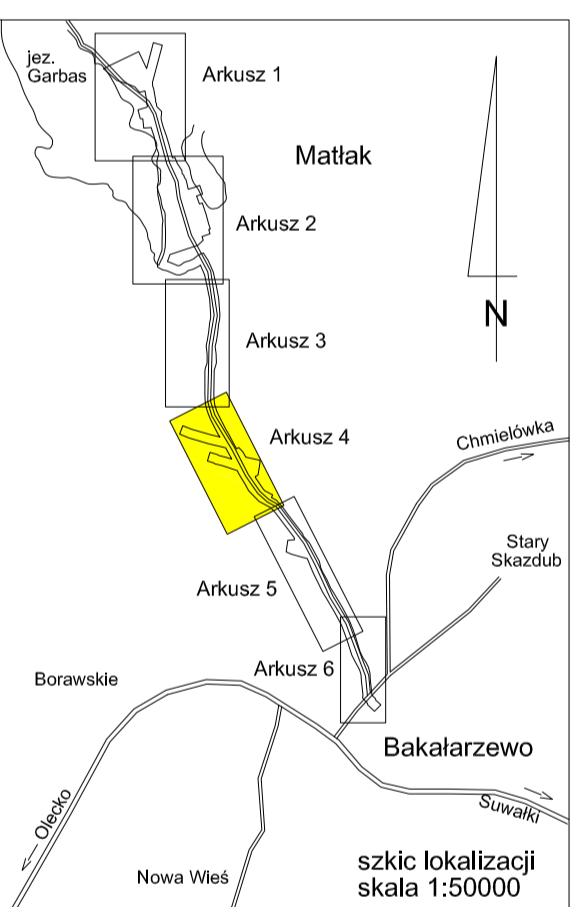 jez.
Garbas
Arkusz 1
Matłak
Arkusz 2
N
Arkusz 3
Arkusz 4
Chmielówka
Stary
Skazdub
Arkusz 5
Arkusz 6
Borawskie
Bakałarzewo
Olecko
Suwałki
Nowa Wieś
szkic lokalizacji
skala 1:50000